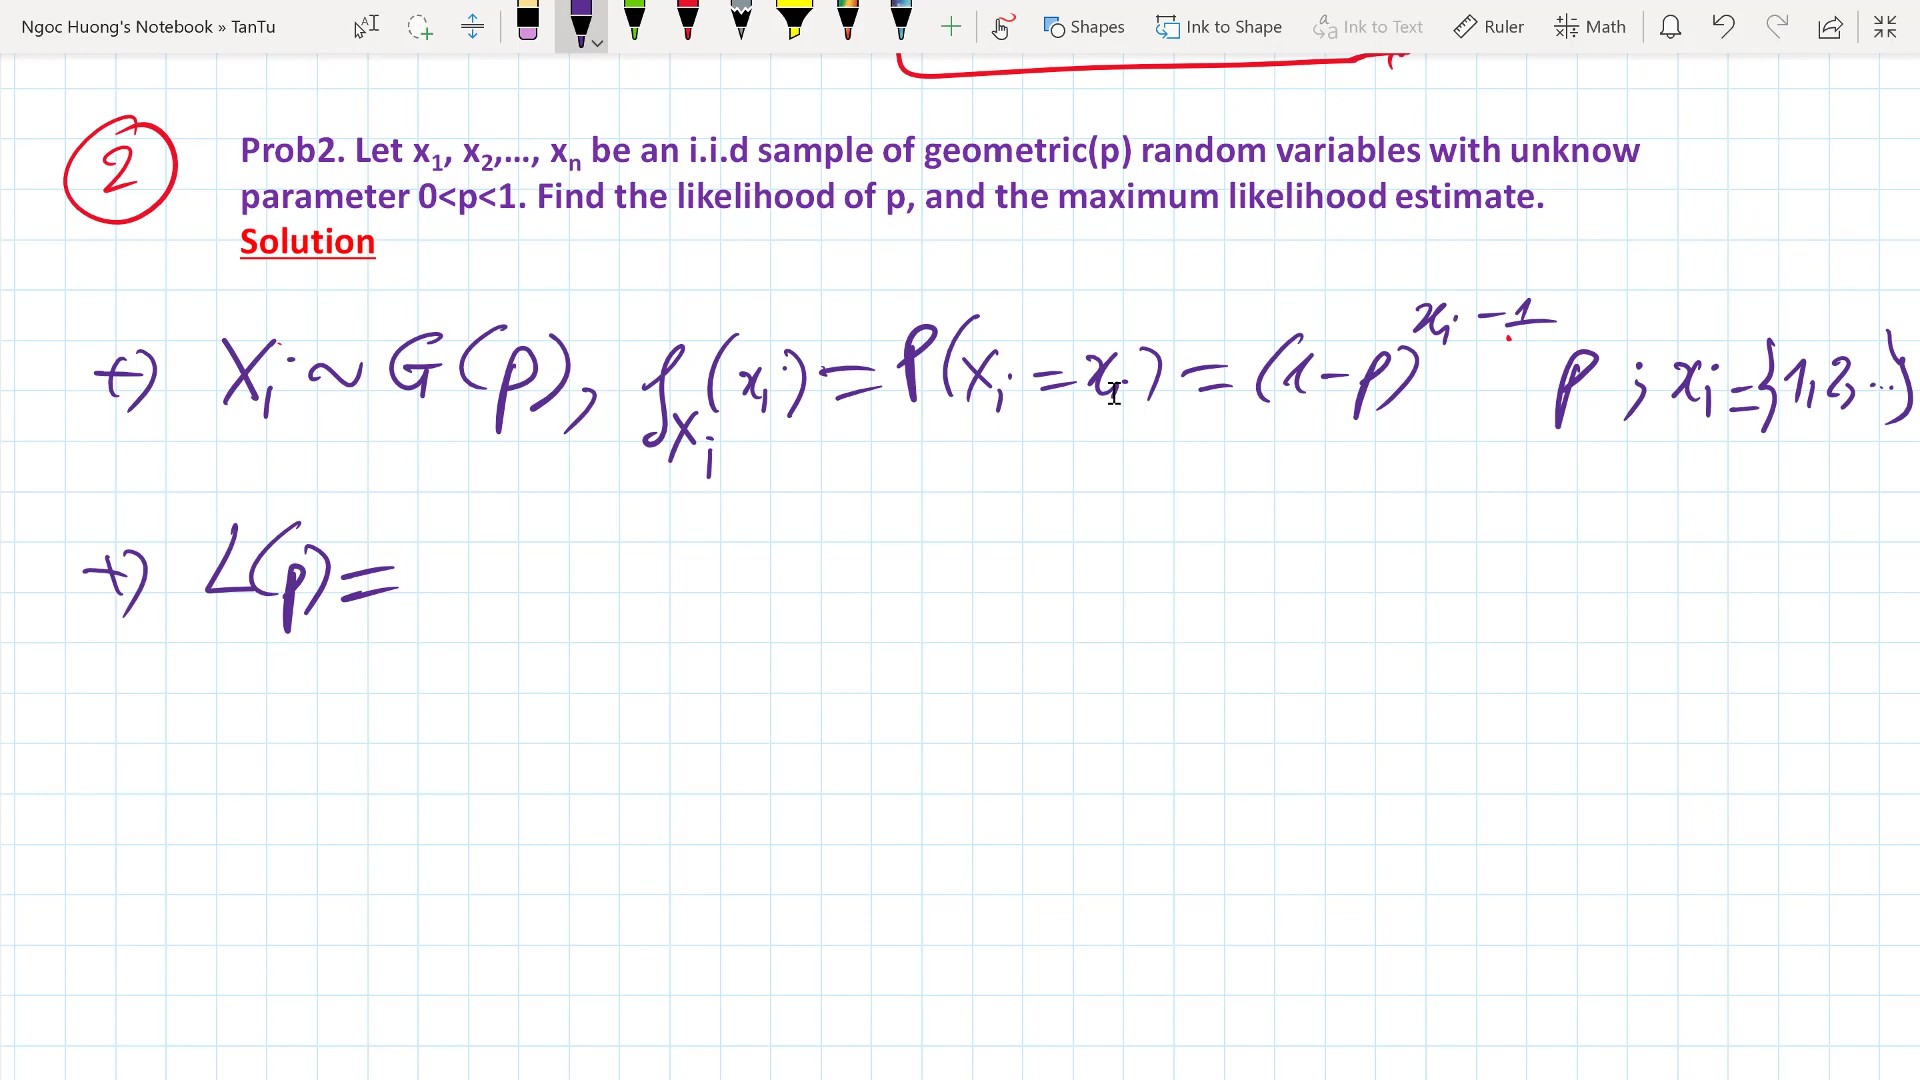 Ngoc Huong's Notebook » TanTu Shapes Ink to Shape Ink to Text Ruler Math
2 Prob2. Let x₁, x₂,..., xₙ be an i.i.d sample of geometric(p) random variables with unknow
parameter 0<p<1. Find the likelihood of p, and the maximum likelihood estimate.
Solution
+) Xᵢ ~ G(p), f_{Xᵢ}(xᵢ) = P(Xᵢ = xᵢ) = (1-p)^{xᵢ-1} p ; xᵢ = {1, 2, ...}
+) L(p) =